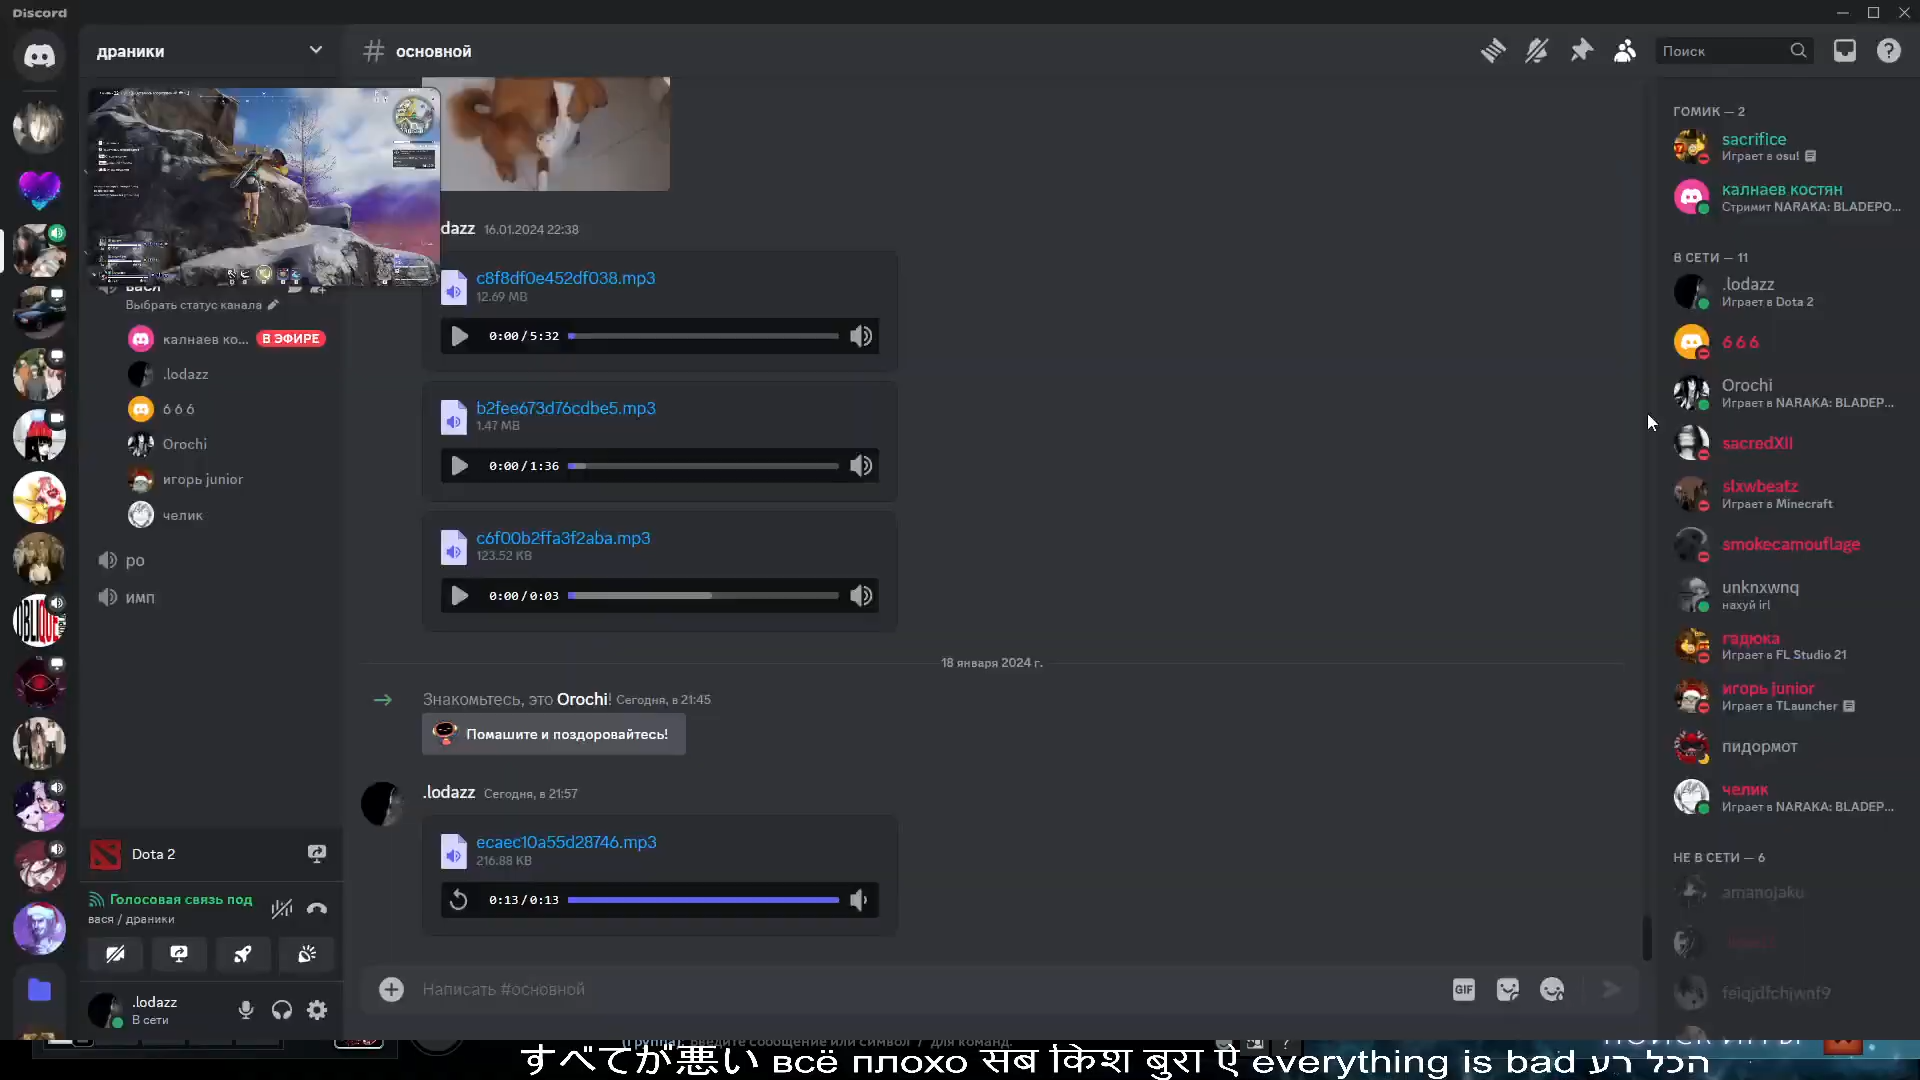 Discord
драники
# основной
Поиск
dazz 16.01.2024 22:38
c8f8df0e452df038.mp3
12.69 MB
0:00/5:32
b2fee673d76cdbe5.mp3
1.47 MB
0:00/1:36
c6f00b2ffa3f2aba.mp3
123.52 KB
0:00/0:03
18 января 2024 г.
Знакомьтесь, это Orochi! Сегодня, в 21:45
Помашите и поздоровайтесь!
.lodazz Сегодня, в 21:57
ecaec10a55d28746.mp3
216.88 KB
0:13/0:13
Написать #основной
GIF
вася
Выбрать статус канала
калнаев ко... В ЭФИРЕ
.lodazz
6 6 6
Orochi
игорь junior
челик
ро
имп
Dota 2
Голосовая связь под
вася / драники
.lodazz
В сети
ГОМИК — 2
sacrifice
Играет в osu!
калнаев костян
Стримит NARAKA: BLADEPO...
В СЕТИ — 11
.lodazz
Играет в Dota 2
6 6 6
Orochi
Играет в NARAKA: BLADEP...
sacredXII
slxwbeatz
Играет в Minecraft
smokecamouflage
unknxwnq
нахуй irl
гадюка
Играет в FL Studio 21
игорь junior
Играет в TLauncher
пидормот
челик
Играет в NARAKA: BLADEP...
НЕ В СЕТИ — 6
amanojaku
feiqjdfchjwnf9
すべてが悪い всё плохо सब किश बुरा ऐ everything is bad הכל רע